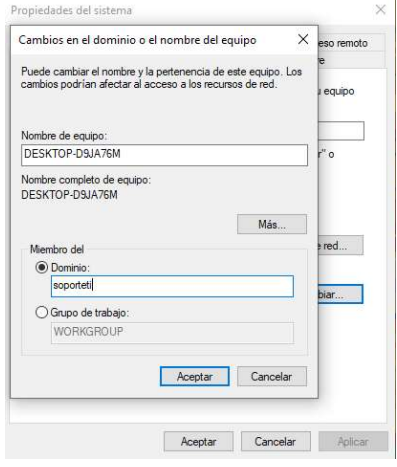 Propiedades del sistema
Cambios en el dominio o el nombre del equipo
eso remoto
Puede cambiar el nombre y la pertenencia de este equipo. Los
cambios podrían afectar al acceso a los recursos de red.
equipo
Nombre de equipo:
DESKTOP-D9JA76M
r" o
Nombre completo de equipo:
DESKTOP-D9JA76M
Más...
red...
Miembro del
Dominio:
soporteti
biar...
Grupo de trabajo:
WORKGROUP
Aceptar Cancelar
Aceptar Cancelar Aplicar